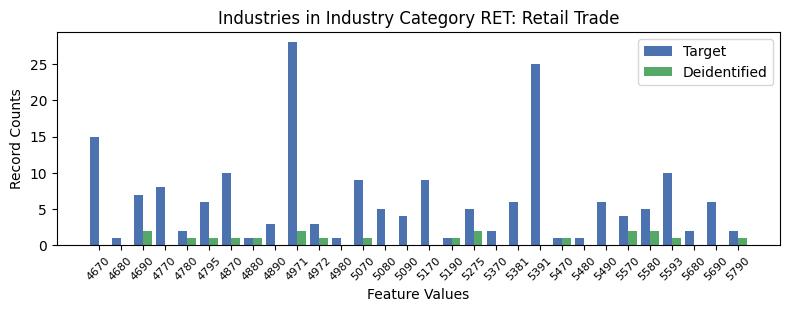 Industries in Industry Category RET: Retail Trade
Target
Deidentified
Record Counts
25
20
15
10
5
0
4670 4680 4690 4770 4780 4795 4870 4880 4890 4971 4972 4980 5070 5080 5090 5170 5190 5275 5370 5381 5391 5470 5480 5490 5570 5580 5593 5680 5690 5790
Feature Values